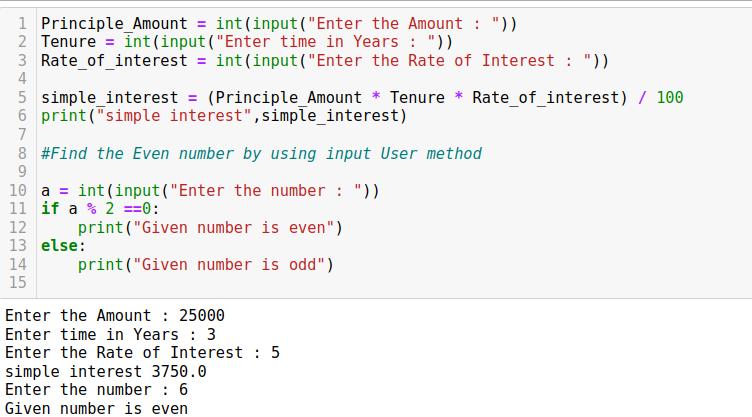 1 Principle_Amount = int(input("Enter the Amount : "))
2 Tenure = int(input("Enter time in Years : "))
3 Rate_of_interest = int(input("Enter the Rate of Interest : "))
4
5 simple_interest = (Principle_Amount * Tenure * Rate_of_interest) / 100
6 print("simple interest",simple_interest)
7
8 #Find the Even number by using input User method
9
10 a = int(input("Enter the number : "))
11 if a % 2 ==0:
12     print("Given number is even")
13 else:
14     print("Given number is odd")
15
Enter the Amount : 25000
Enter time in Years : 3
Enter the Rate of Interest : 5
simple interest 3750.0
Enter the number : 6
Given number is even